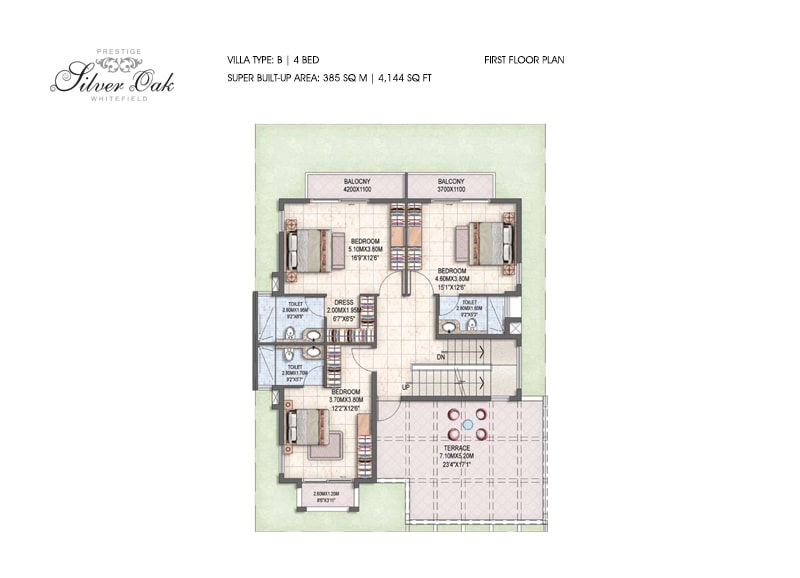 PRESTIGE
Silver Oak
WHITEFIELD
VILLA TYPE: B | 4 BED
SUPER BUILT-UP AREA: 385 SQ M | 4,144 SQ FT
FIRST FLOOR PLAN
BALOCNY
4200X1100
BALCONY
3700X1100
BEDROOM
5.10MX3.80M
16'9"X12'6"
BEDROOM
4.60MX3.80M
15'1"X12'6"
TOILET
2.80MX1.95M
9'2"X6'5"
DRESS
2.00MX1.95M
6'7"X6'5"
TOILET
2.80MX1.60M
9'2"X5'2"
TOILET
2.80MX1.70M
9'2"X5'7"
DN
UP
BEDROOM
3.70MX3.80M
12'2"X12'6"
TERRACE
7.10MX5.20M
23'4"X17'1"
2.60MX1.20M
8'6"X3'11"